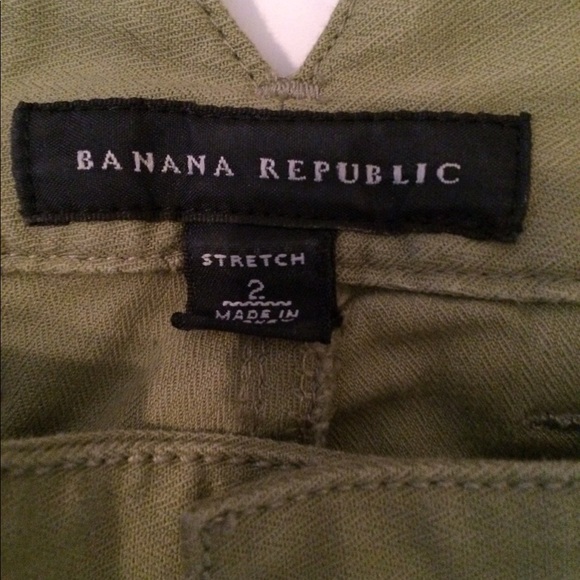 BANANA REPUBLIC
STRETCH
2
MADE IN